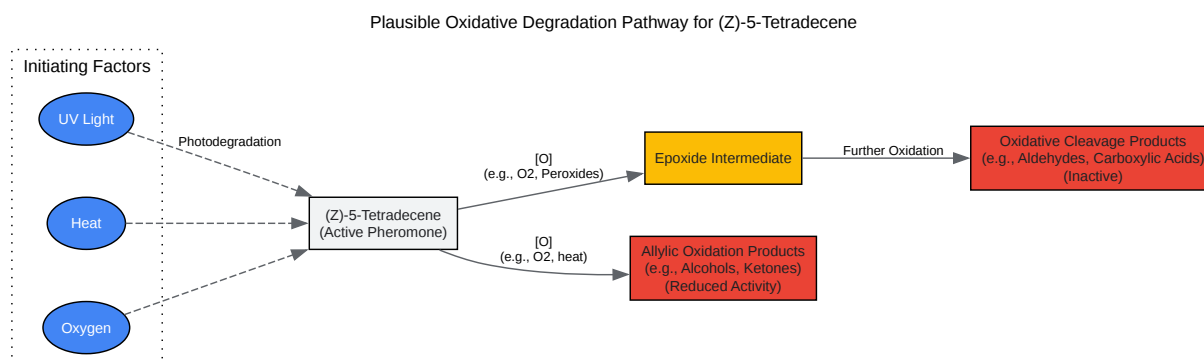 Plausible Oxidative Degradation Pathway for (Z)-5-Tetradecene
Initiating Factors
UV Light
Photodegradation
Heat
Oxygen
(Z)-5-Tetradecene
(Active Pheromone)
[O]
(e.g., O2, Peroxides)
Epoxide Intermediate
Further Oxidation
Oxidative Cleavage Products
(e.g., Aldehydes, Carboxylic Acids)
(Inactive)
[O]
(e.g., O2, heat)
Allylic Oxidation Products
(e.g., Alcohols, Ketones)
(Reduced Activity)